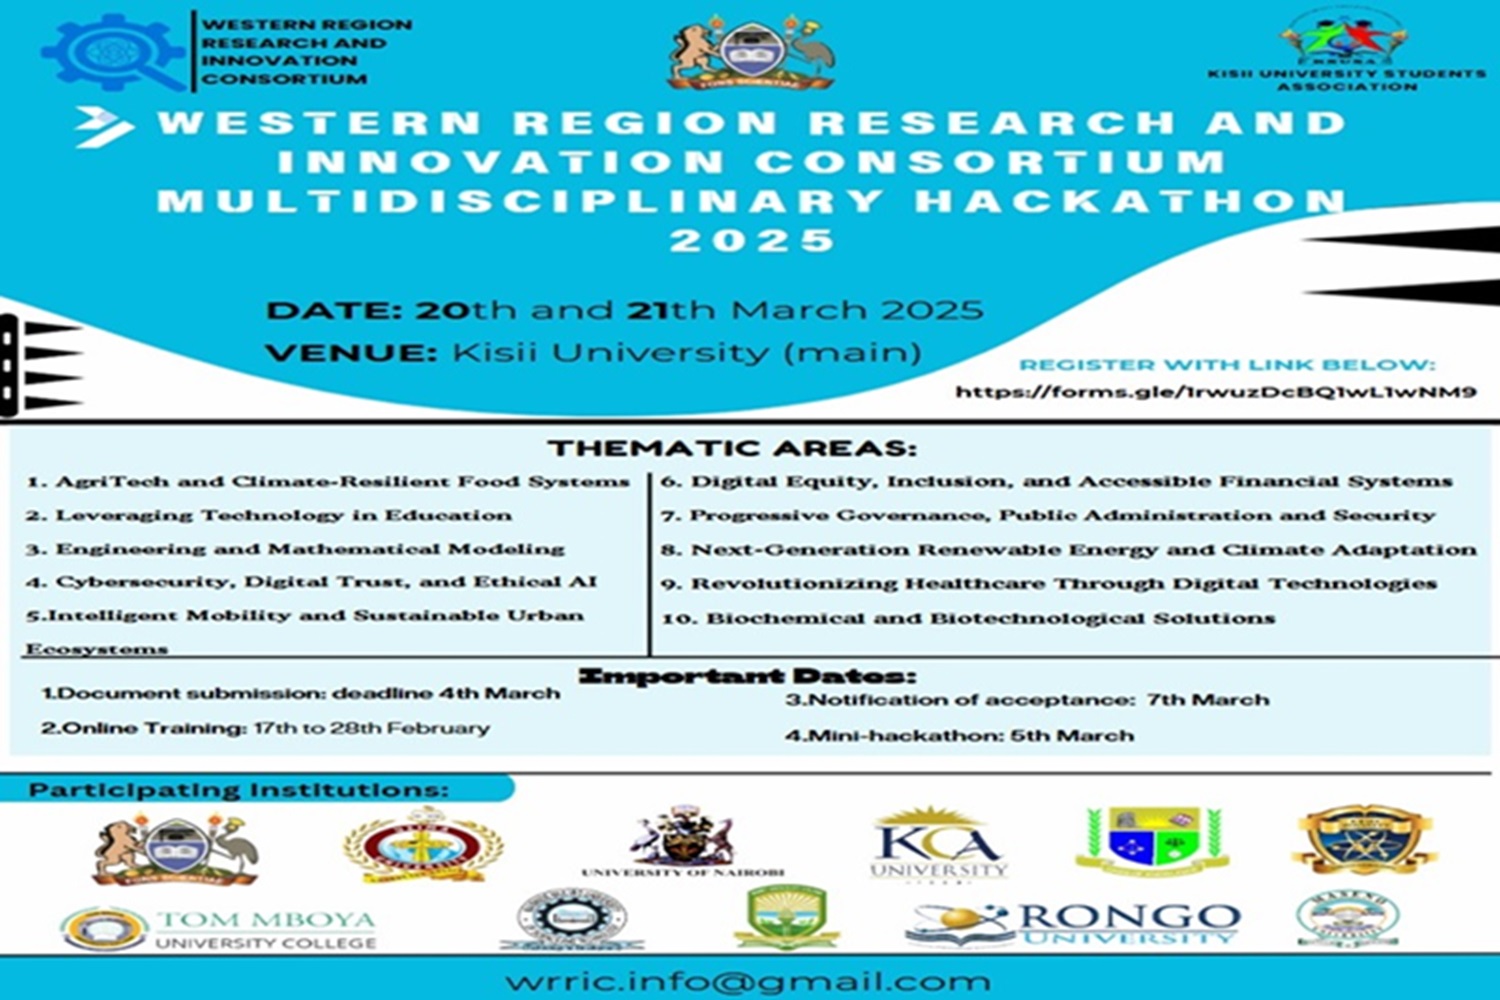 WESTERN REGION
RESEARCH AND
INNOVATION
CONSORTIUM
KISII UNIVERSITY STUDENTS
ASSOCIATION
WESTERN REGION RESEARCH AND
INNOVATION CONSORTIUM
MULTIDISCIPLINARY HACKATHON
2025
DATE: 20th and 21th March 2025
VENUE: Kisii University (main)
REGISTER WITH LINK BELOW:
https://forms.gle/1rwuzDcBQ1wL1wNM9
THEMATIC AREAS:
1. AgriTech and Climate-Resilient Food Systems
2. Leveraging Technology in Education
3. Engineering and Mathematical Modeling
4. Cybersecurity, Digital Trust, and Ethical AI
5.Intelligent Mobility and Sustainable Urban
Ecosystems
6. Digital Equity, Inclusion, and Accessible Financial Systems
7. Progressive Governance, Public Administration and Security
8. Next-Generation Renewable Energy and Climate Adaptation
9. Revolutionizing Healthcare Through Digital Technologies
10. Biochemical and Biotechnological Solutions
Important Dates:
1.Document submission: deadline 4th March
2.Online Training: 17th to 28th February
3.Notification of acceptance: 7th March
4.Mini-hackathon: 5th March
Participating Institutions:
UNIVERSITY OF NAIROBI
KCA
UNIVERSITY
TOM MBOYA
UNIVERSITY COLLEGE
RONGO
UNIVERSITY
MASENO
UNIVERSITY
wrric.info@gmail.com